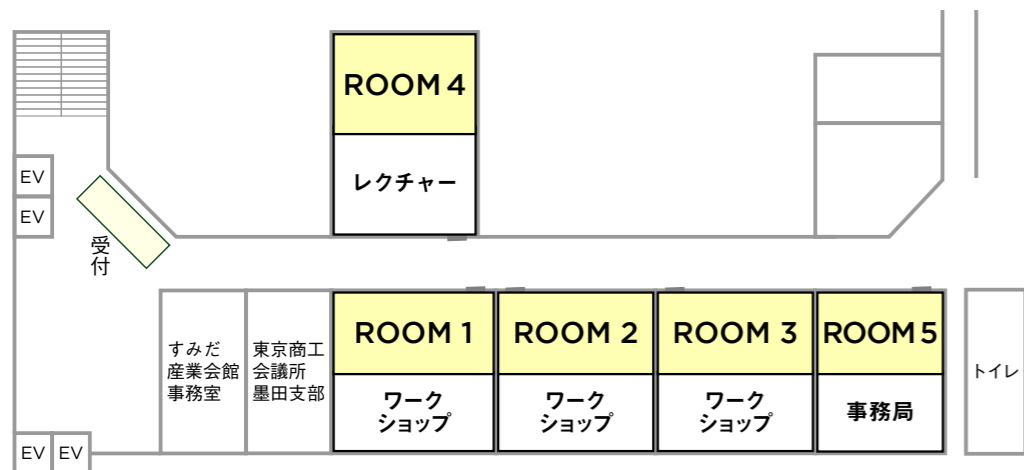 ROOM 4
レクチャー
EV
EV
受付
すみだ
産業会館
事務室
東京商工
会議所
墨田支部
ROOM 1
ワーク
ショップ
ROOM 2
ワーク
ショップ
ROOM 3
ワーク
ショップ
ROOM 5
事務局
トイレ
EV
EV